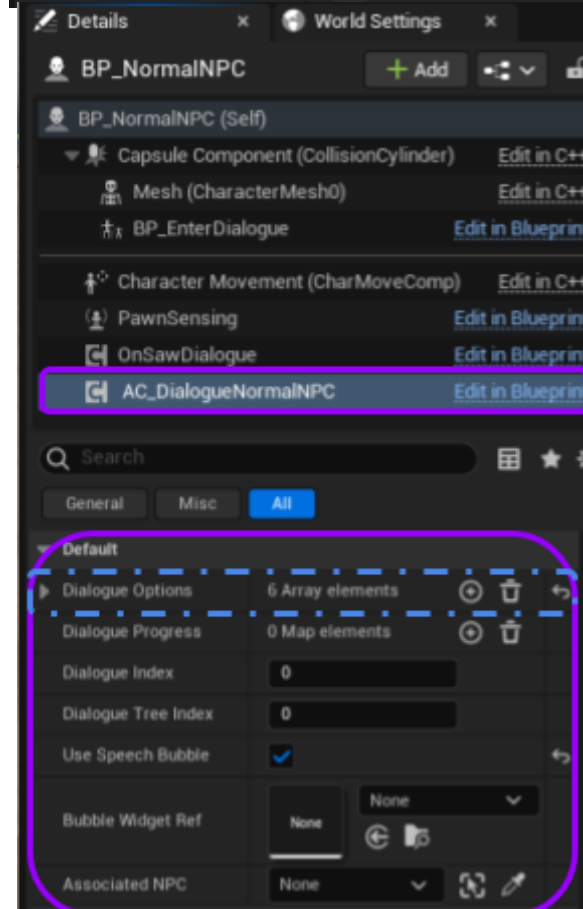 Details
World Settings
BP_NormalNPC
Add
BP_NormalNPC (Self)
Capsule Component (CollisionCylinder) Edit in C++
Mesh (CharacterMesh0) Edit in C++
BP_EnterDialogue Edit in Blueprint
Character Movement (CharMoveComp) Edit in C++
PawnSensing Edit in Blueprint
OnSawDialogue Edit in Blueprint
AC_DialogueNormalNPC Edit in Blueprint
Search
General Misc All
Default
Dialogue Options 6 Array elements
Dialogue Progress 0 Map elements
Dialogue Index 0
Dialogue Tree Index 0
Use Speech Bubble
Bubble Widget Ref None None
Associated NPC None